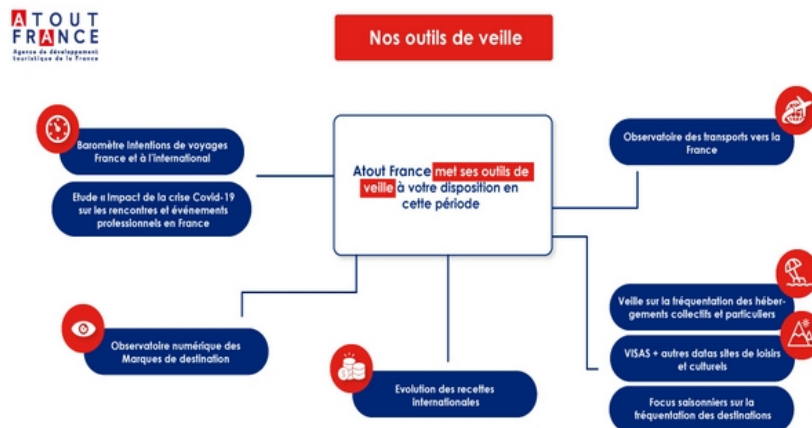 ATOUT
FRANCE
Agence de développement
touristique de la France
Nos outils de veille
Baromètre Intentions de voyages
France et à l'international
Etude « Impact de la crise Covid-19
sur les rencontres et événements
professionnels en France
Atout France met ses outils de
veille à votre disposition en
cette période
Observatoire des transports vers la
France
Observatoire numérique des
Marques de destination
Evolution des recettes
internationales
Veille sur la fréquentation des héber-
gements collectifs et particuliers
VISAS + autres datas sites de loisirs
et culturels
Focus saisonniers sur la
fréquentation des destinations